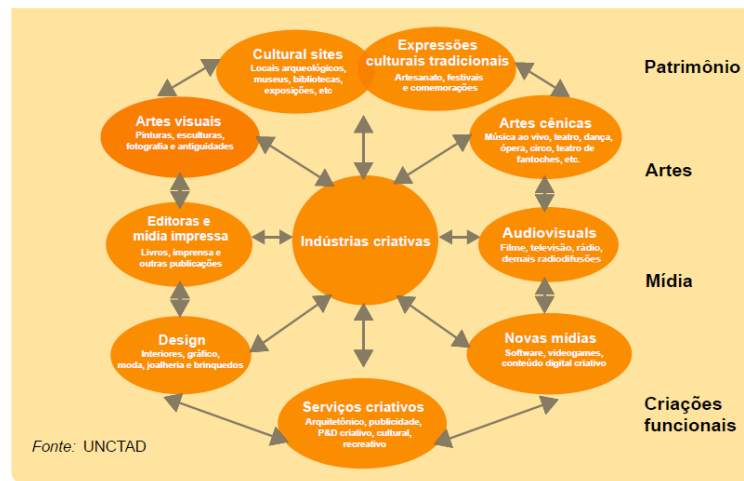 Cultural sites
Locais arqueológicos,
museus, bibliotecas,
exposições, etc
Expressões
culturais tradicionais
Artesanato, festivais
e comemorações
Patrimônio
Artes visuais
Pinturas, esculturas,
fotografia e antiguidades
Artes cênicas
Música ao vivo, teatro, dança,
ópera, circo, teatro de
fantoches, etc.
Artes
Editoras e
mídia impressa
Livros, imprensa e
outras publicações
Indústrias criativas
Audiovisuals
Filme, televisão, rádio,
demais radiodifusões
Mídia
Design
Interiores, gráfico,
moda, joalheria e brinquedos
Novas mídias
Software, videogames,
conteúdo digital criativo
Serviços criativos
Arquitetônico, publicidade,
P&D criativo, cultural,
recreativo
Criações
funcionais
Fonte: UNCTAD